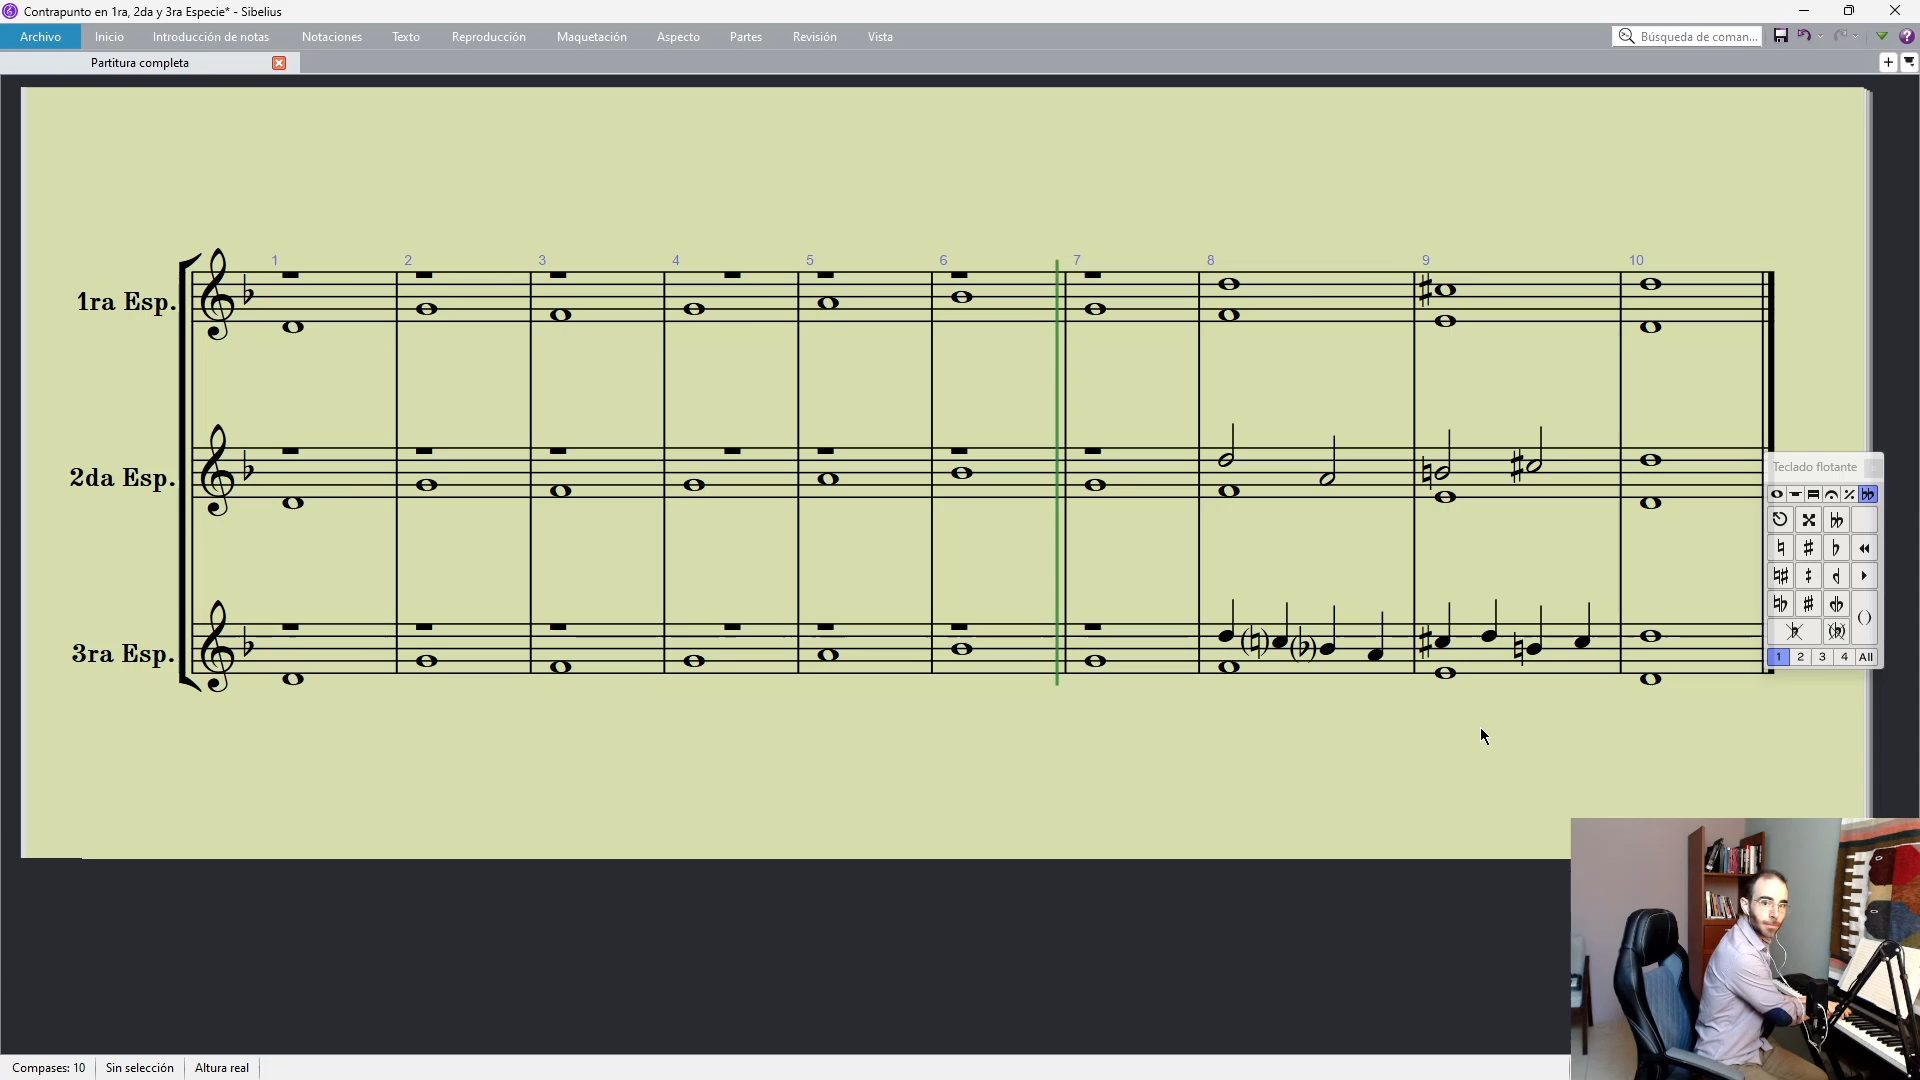 Contrapunto en 1ra, 2da y 3ra Especie* - Sibelius
Archivo Inicio Introducción de notas Notaciones Texto Reproducción Maquetación Aspecto Partes Revisión Vista Búsqueda de coman...
Partitura completa
1 2 3 4 5 6 7 8 9 10
1ra Esp.
2da Esp.
Teclado flotante
3ra Esp.
1 2 3 4 All
Compases: 10 Sin selección Altura real